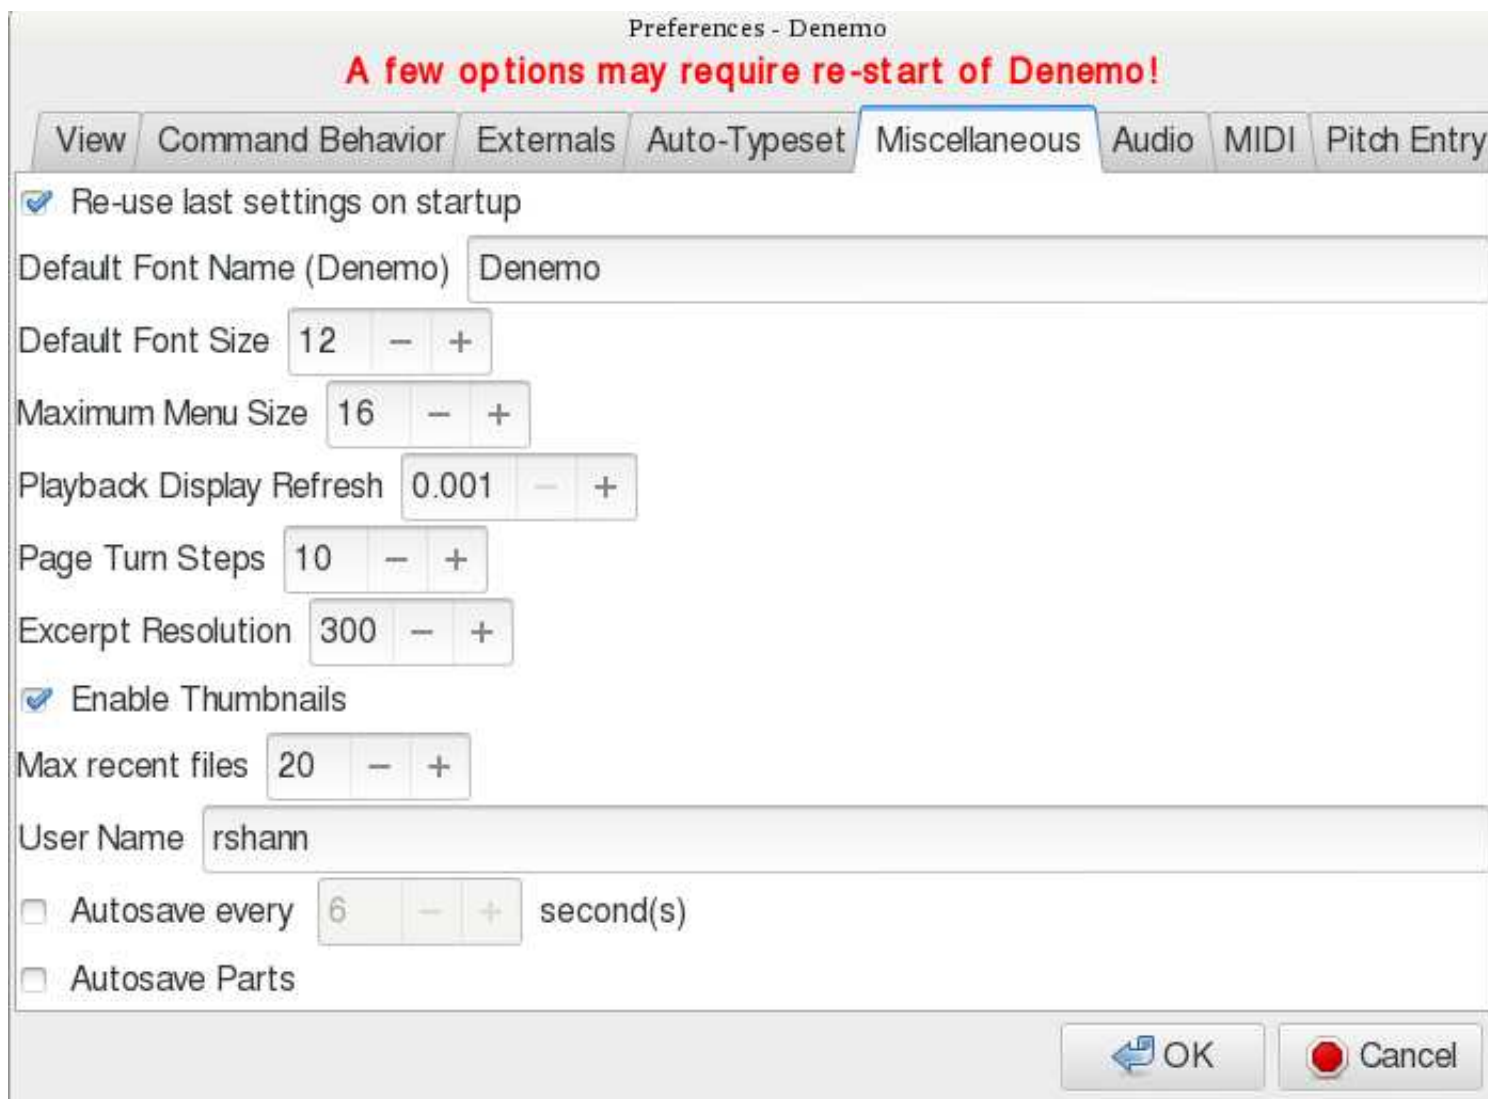 Preferences - Denemo
A few options may require re-start of Denemo!
View Command Behavior Externals Auto-Typeset Miscellaneous Audio MIDI Pitch Entry
Re-use last settings on startup
Default Font Name (Denemo) Denemo
Default Font Size 12 − +
Maximum Menu Size 16 − +
Playback Display Refresh 0.001 − +
Page Turn Steps 10 − +
Excerpt Resolution 300 − +
Enable Thumbnails
Max recent files 20 − +
User Name rshann
Autosave every 6 − + second(s)
Autosave Parts
OK Cancel